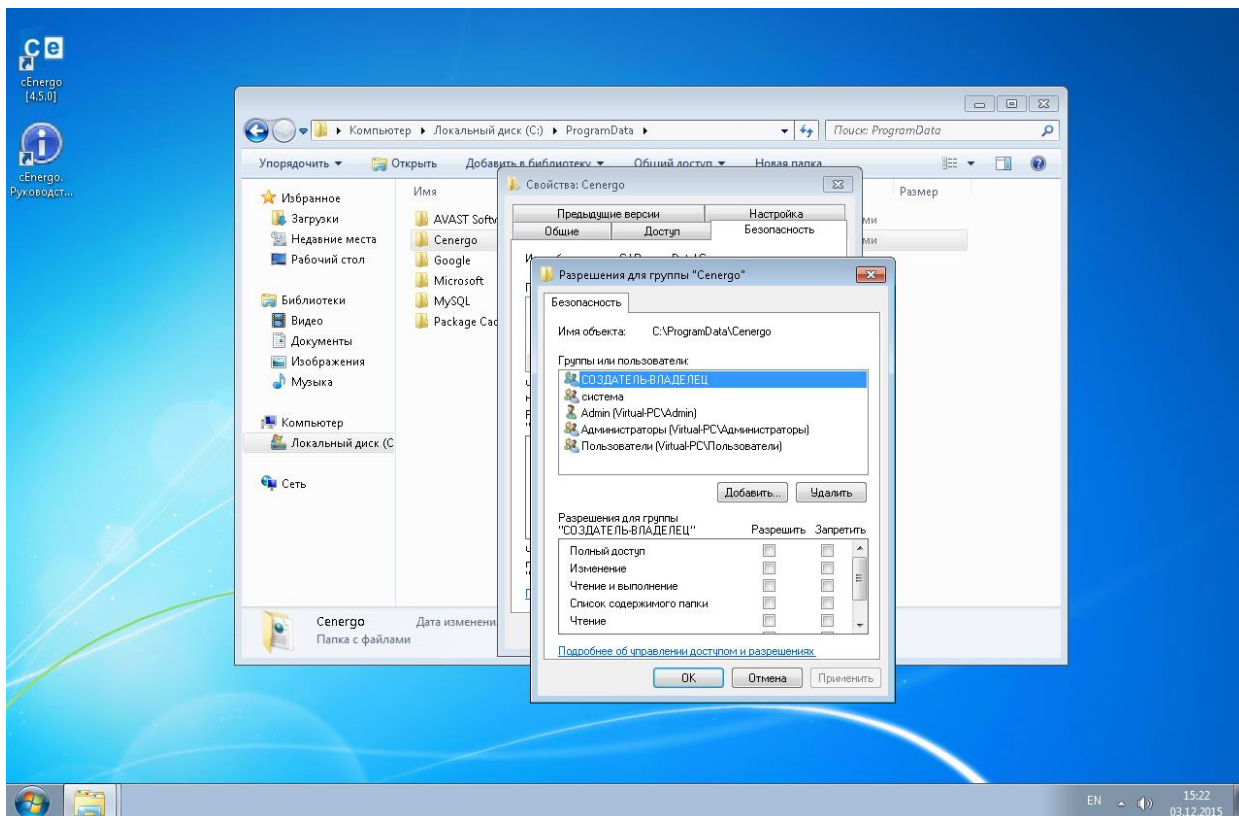 cEnergo
[4.5.0]
cEnergo.
Руководст...
Компьютер ▸ Локальный диск (C:) ▸ ProgramData ▸
Поиск: ProgramData
Упорядочить
Открыть
Добавить в библиотеку
Общий доступ
Новая папка
Избранное
Загрузки
Недавние места
Рабочий стол
Библиотеки
Видео
Документы
Изображения
Музыка
Компьютер
Локальный диск (C
Сеть
Имя
Размер
AVAST Softw
Cenergo
Google
Microsoft
MySQL
Package Cac
ми
ми
Cenergo
Дата изменени
Папка с файлами
Свойства: Cenergo
Предыдущие версии
Настройка
Общие
Доступ
Безопасность
Разрешения для группы "Cenergo"
Безопасность
Имя объекта: C:\ProgramData\Cenergo
Группы или пользователи:
СОЗДАТЕЛЬ-ВЛАДЕЛЕЦ
система
Admin (Virtual-PC\Admin)
Администраторы (Virtual-PC\Администраторы)
Пользователи (Virtual-PC\Пользователи)
Добавить...
Удалить
Разрешения для группы
"СОЗДАТЕЛЬ-ВЛАДЕЛЕЦ" Разрешить Запретить
Полный доступ
Изменение
Чтение и выполнение
Список содержимого папки
Чтение
Подробнее об управлении доступом и разрешениях
ОК
Отмена
Применить
EN
15:22
03.12.2015